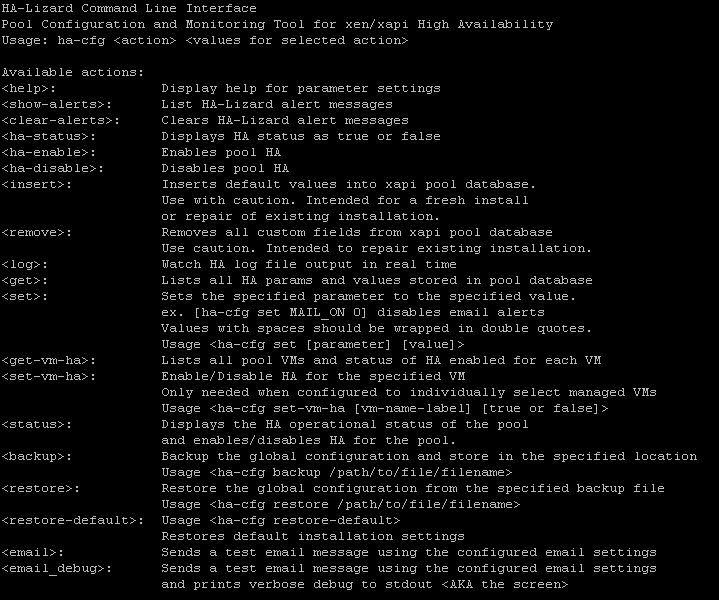 HA-Lizard Command Line Interface
Pool Configuration and Monitoring Tool for xen/xapi High Availability
Usage: ha-cfg <action> <values for selected action>
Available actions:
<help>: Display help for parameter settings
<show-alerts>: List HA-Lizard alert messages
<clear-alerts>: Clears HA-Lizard alert messages
<ha-status>: Displays HA status as true or false
<ha-enable>: Enables pool HA
<ha-disable>: Disables pool HA
<insert>: Inserts default values into xapi pool database.
Use with caution. Intended for a fresh install
or repair of existing installation.
<remove>: Removes all custom fields from xapi pool database
Use caution. Intended to repair existing installation.
<log>: Watch HA log file output in real time
<get>: Lists all HA params and values stored in pool database
<set>: Sets the specified parameter to the specified value.
ex. [ha-cfg set MAIL_ON 0] disables email alerts
Values with spaces should be wrapped in double quotes.
Usage <ha-cfg set [parameter] [value]>
<get-vm-ha>: Lists all pool VMs and status of HA enabled for each VM
<set-vm-ha>: Enable/Disable HA for the specified VM
Only needed when configured to individually select managed VMs
Usage <ha-cfg set-vm-ha [vm-name-label] [true or false]>
<status>: Displays the HA operational status of the pool
and enables/disables HA for the pool.
<backup>: Backup the global configuration and store in the specified location
Usage <ha-cfg backup /path/to/file/filename>
<restore>: Restore the global configuration from the specified backup file
Usage <ha-cfg restore /path/to/file/filename>
<restore-default>: Usage <ha-cfg restore-default>
Restores default installation settings
<email>: Sends a test email message using the configured email settings
<email_debug>: Sends a test email message using the configured email settings
and prints verbose debug to stdout <AKA the screen>